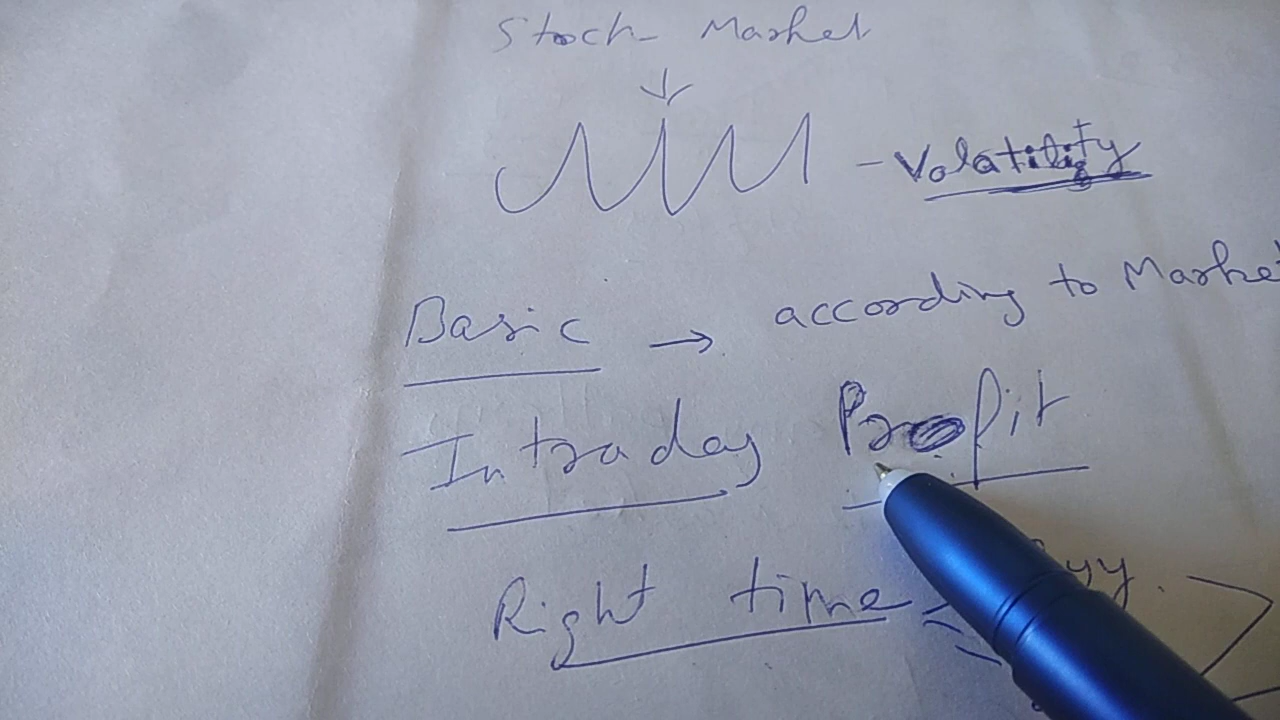 Stock Market
↓
- Volatility
Basic → according to Market
Intraday Profit
Right time